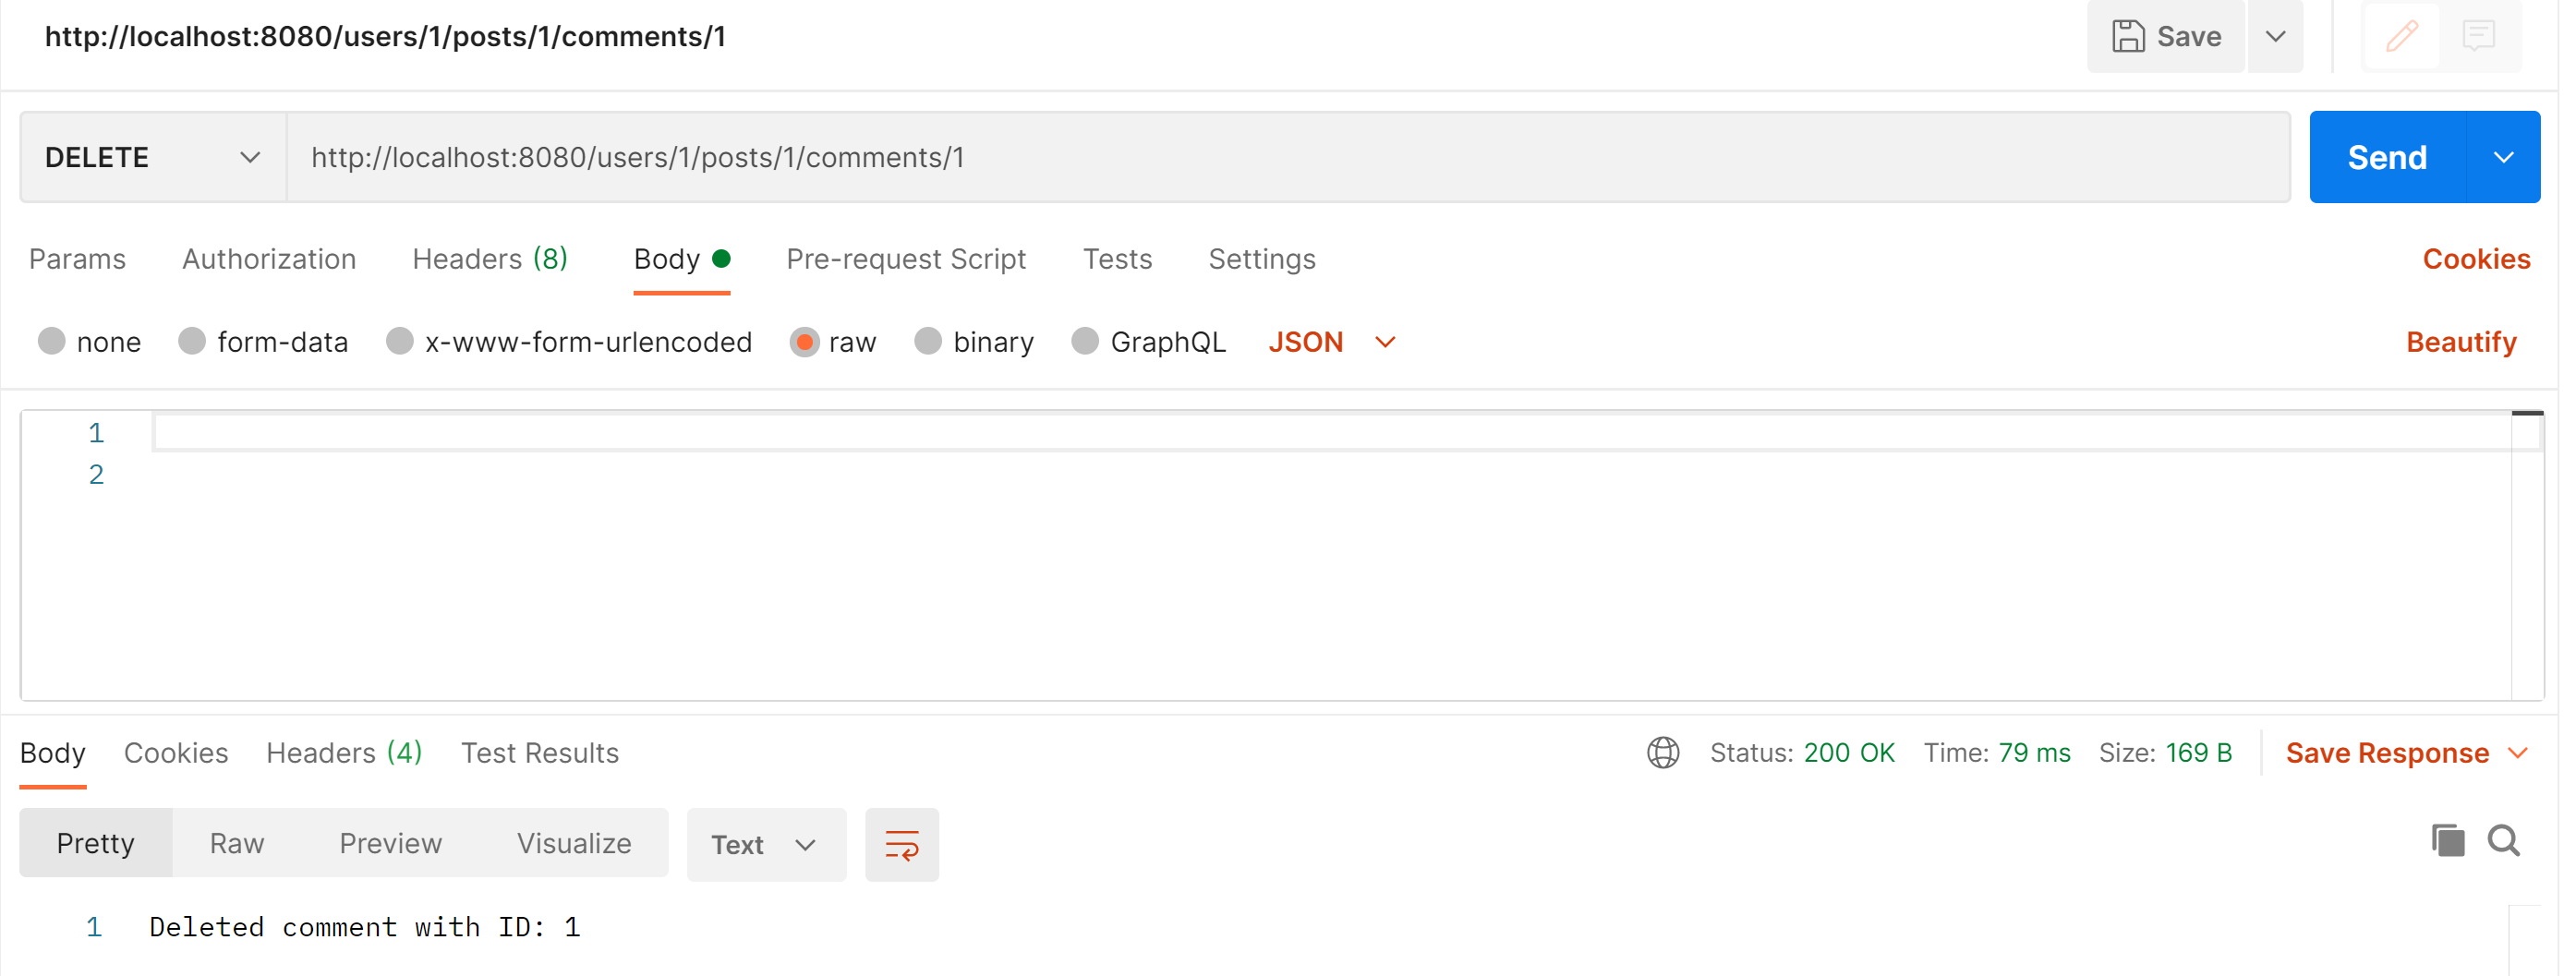 http://localhost:8080/users/1/posts/1/comments/1 Save
DELETE http://localhost:8080/users/1/posts/1/comments/1 Send
Params Authorization Headers (8) Body Pre-request Script Tests Settings Cookies
none form-data x-www-form-urlencoded raw binary GraphQL JSON Beautify
1
2
Body Cookies Headers (4) Test Results Status: 200 OK Time: 79 ms Size: 169 B Save Response
Pretty Raw Preview Visualize Text
1 Deleted comment with ID: 1